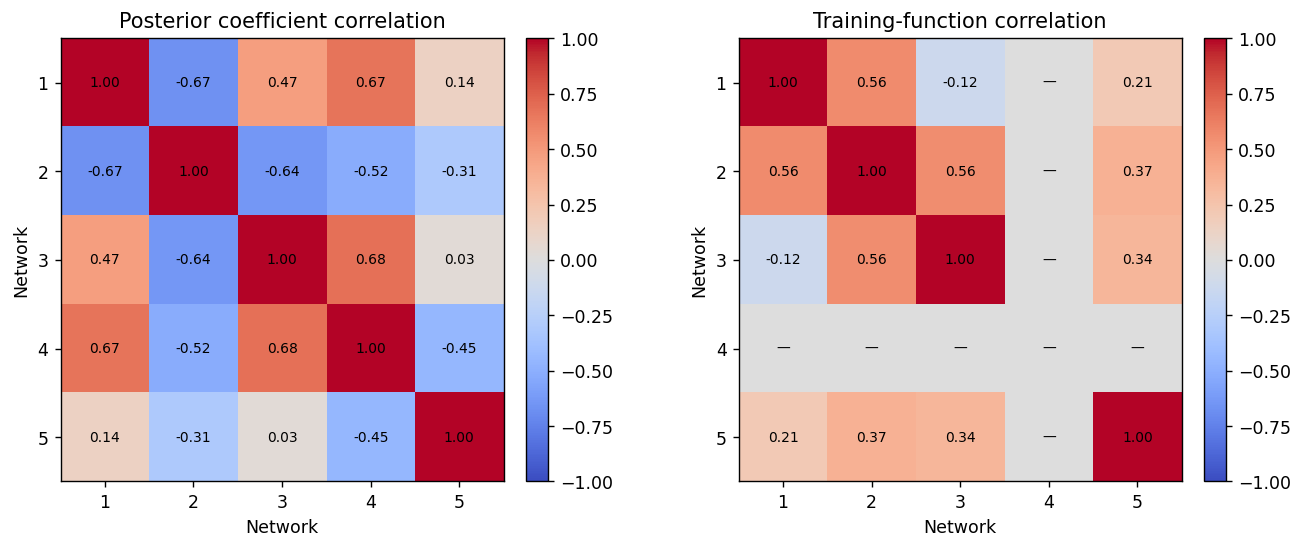 Posterior coefficient correlation
1 1.00 -0.67 0.47 0.67 0.14
2 -0.67 1.00 -0.64 -0.52 -0.31
3 0.47 -0.64 1.00 0.68 0.03
4 0.67 -0.52 0.68 1.00 -0.45
5 0.14 -0.31 0.03 -0.45 1.00
1 2 3 4 5
Network
Network
1.00
0.75
0.50
0.25
0.00
−0.25
−0.50
−0.75
−1.00
Training-function correlation
1 1.00 0.56 -0.12 — 0.21
2 0.56 1.00 0.56 — 0.37
3 -0.12 0.56 1.00 — 0.34
4 — — — — —
5 0.21 0.37 0.34 — 1.00
1 2 3 4 5
Network
Network
1.00
0.75
0.50
0.25
0.00
−0.25
−0.50
−0.75
−1.00